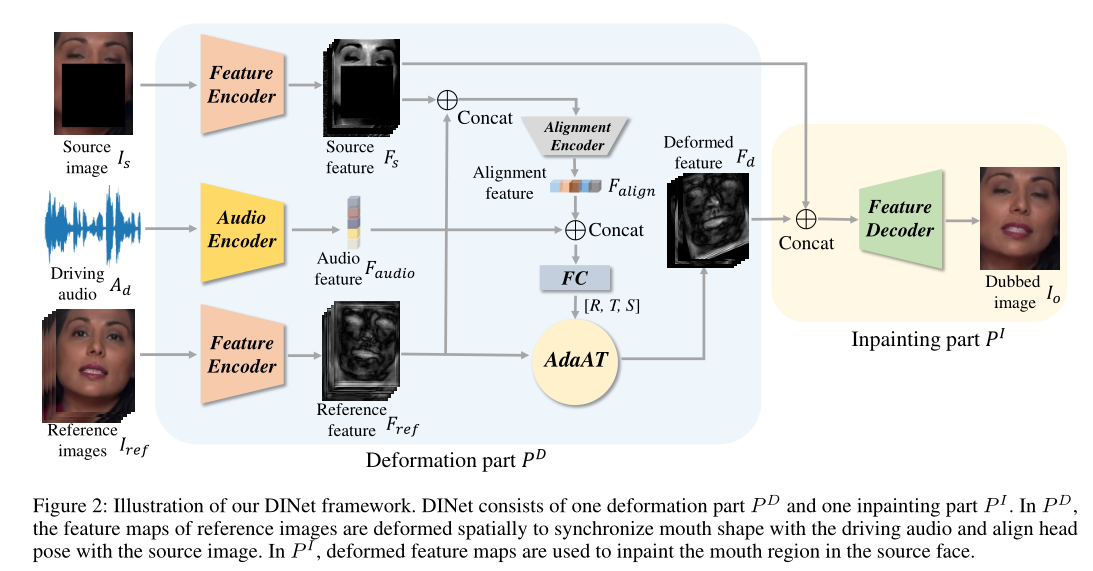 Feature
Encoder
Source
image I_s
Source
feature F_s
Concat
Alignment
Encoder
Alignment
feature F_align
Deformed
feature F_d
Audio
Encoder
Driving
audio A_d
Audio
feature F_audio
Concat
FC
[R, T, S]
AdaAT
Feature
Encoder
Reference
images I_ref
Reference
feature F_ref
Concat
Feature
Decoder
Dubbed
image I_o
Deformation part P^D
Inpainting part P^I
Figure 2: Illustration of our DINet framework. DINet consists of one deformation part P^D and one inpainting part P^I. In P^D,
the feature maps of reference images are deformed spatially to synchronize mouth shape with the driving audio and align head
pose with the source image. In P^I, deformed feature maps are used to inpaint the mouth region in the source face.